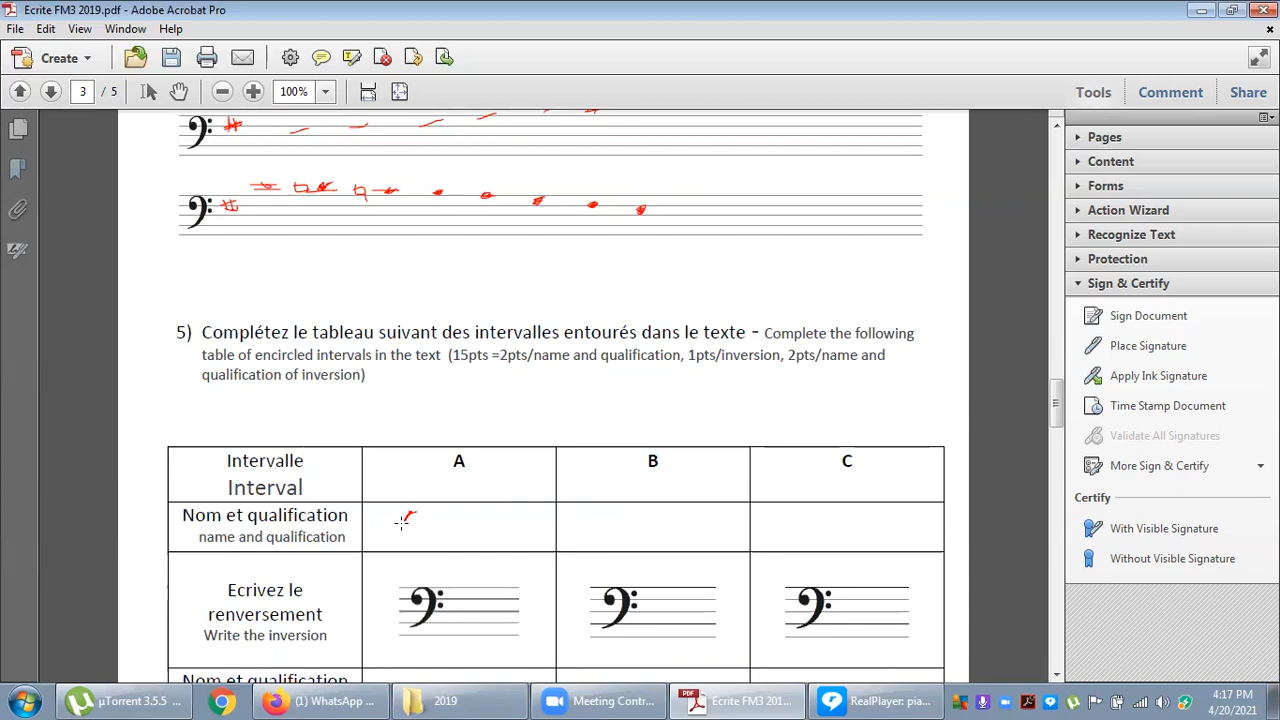 Ecrite FM3 2019.pdf - Adobe Acrobat Pro
File Edit View Window Help
Create
3 / 5 100% Tools Comment Share
Pages
Content
Forms
Action Wizard
Recognize Text
Protection
Sign & Certify
Sign Document
Place Signature
Apply Ink Signature
Time Stamp Document
Validate All Signatures
More Sign & Certify
Certify
With Visible Signature
Without Visible Signature
5) Complétez le tableau suivant des intervalles entourés dans le texte - Complete the following
table of encircled intervals in the text (15pts =2pts/name and qualification, 1pts/inversion, 2pts/name and
qualification of inversion)
Intervalle A B C
Interval
Nom et qualification
name and qualification
Ecrivez le
renversement
Write the inversion
Nom et qualification
µTorrent 3.5.5 ...
(1) WhatsApp ...
2019
Meeting Contr...
Ecrite FM3 201...
RealPlayer: pia...
4:17 PM
4/20/2021